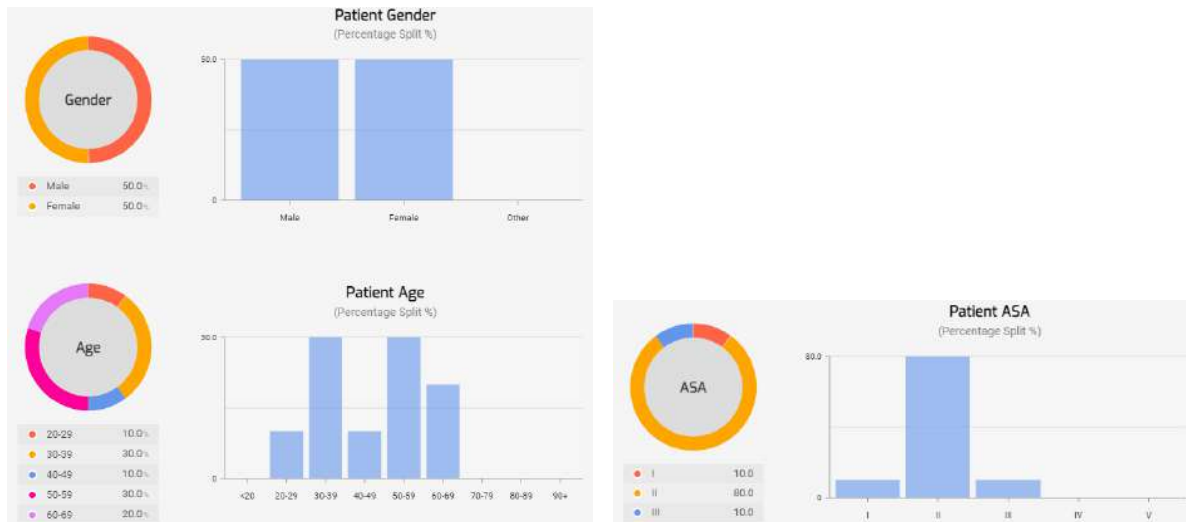 Patient Gender
(Percentage Split %)
50.0
Gender
0
Male Female Other
Male 50.0%
Female 50.0%
Patient Age
(Percentage Split %)
30.0
Age
0
<20 20-29 30-39 40-49 50-59 60-69 70-79 80-89 90+
20-29 10.0%
30-39 30.0%
40-49 10.0%
50-59 30.0%
60-69 20.0%
Patient ASA
(Percentage Split %)
80.0
ASA
0
I II III IV V
I 10.0
II 80.0
III 10.0